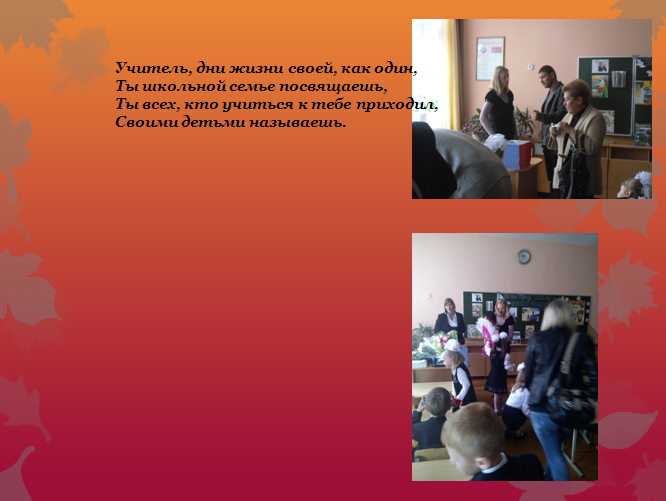 Учитель, дни жизни своей, как один,
Ты школьной семье посвящаешь,
Ты всех, кто учиться к тебе приходил,
Своими детьми называешь.